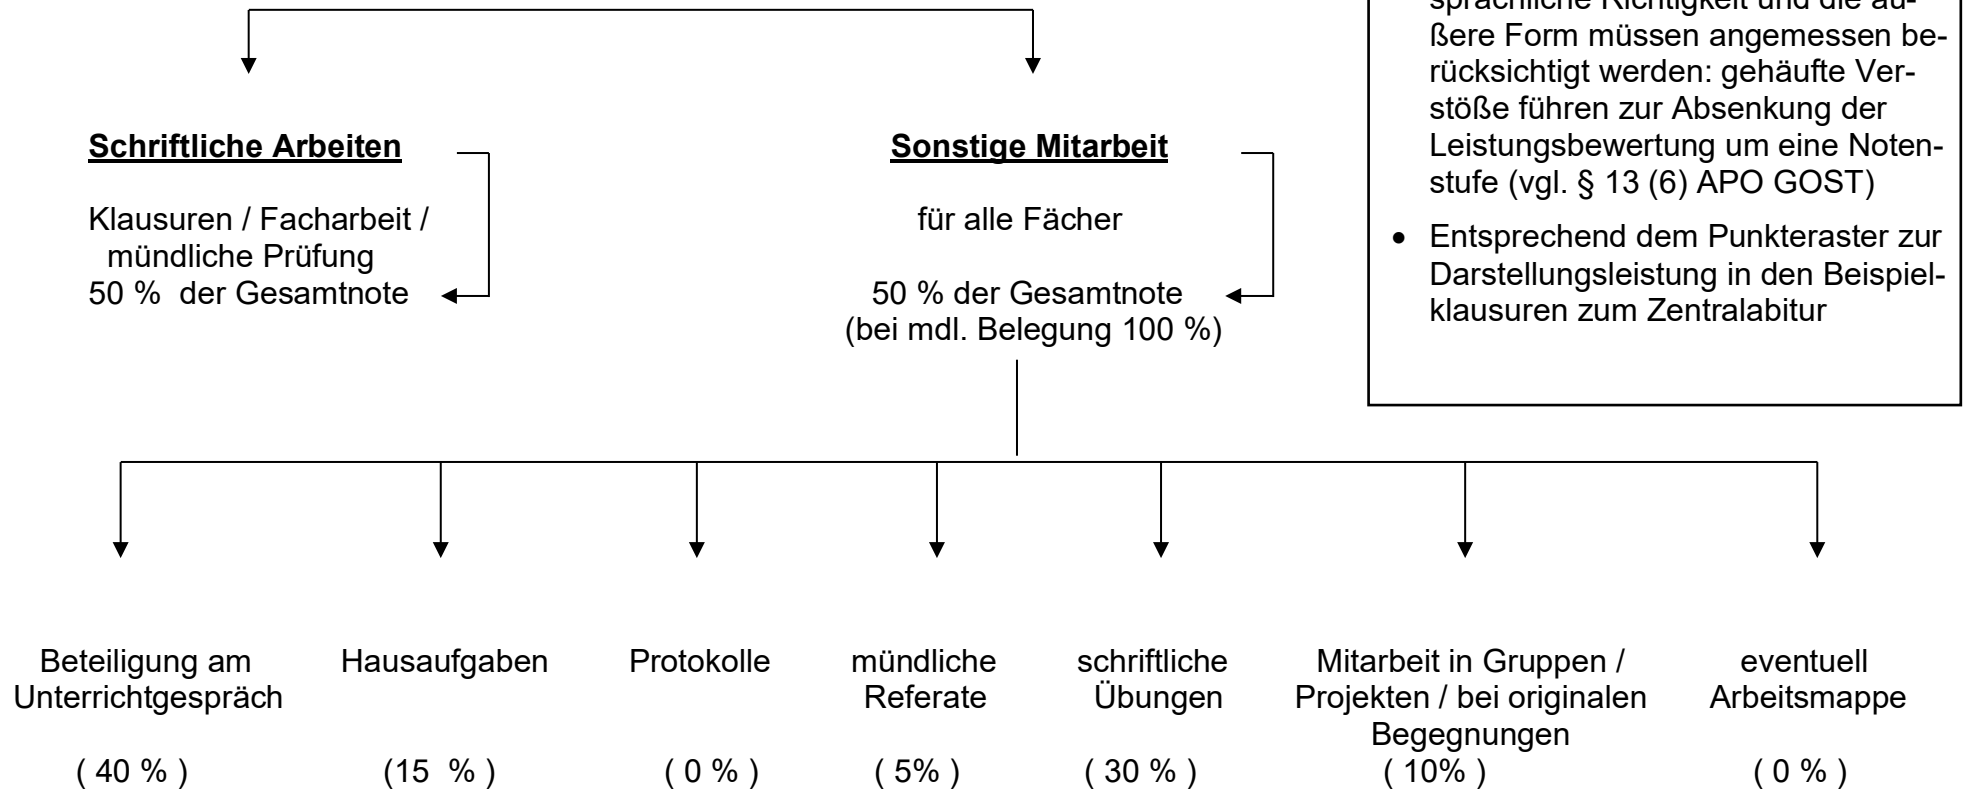 sprachliche Richtigkeit und die äu-
ßere Form müssen angemessen be-
rücksichtigt werden: gehäufte Ver-
stöße führen zur Absenkung der
Leistungsbewertung um eine Noten-
stufe (vgl. § 13 (6) APO GOST)
• Entsprechend dem Punkteraster zur
Darstellungsleistung in den Beispiel-
klausuren zum Zentralabitur
Schriftliche Arbeiten
Klausuren / Facharbeit /
mündliche Prüfung
50 % der Gesamtnote
Sonstige Mitarbeit
für alle Fächer
50 % der Gesamtnote
(bei mdl. Belegung 100 %)
Beteiligung am
Unterrichtgespräch
( 40 % )
Hausaufgaben
(15 % )
Protokolle
( 0 % )
mündliche
Referate
( 5% )
schriftliche
Übungen
( 30 % )
Mitarbeit in Gruppen /
Projekten / bei originalen
Begegnungen
( 10% )
eventuell
Arbeitsmappe
( 0 % )